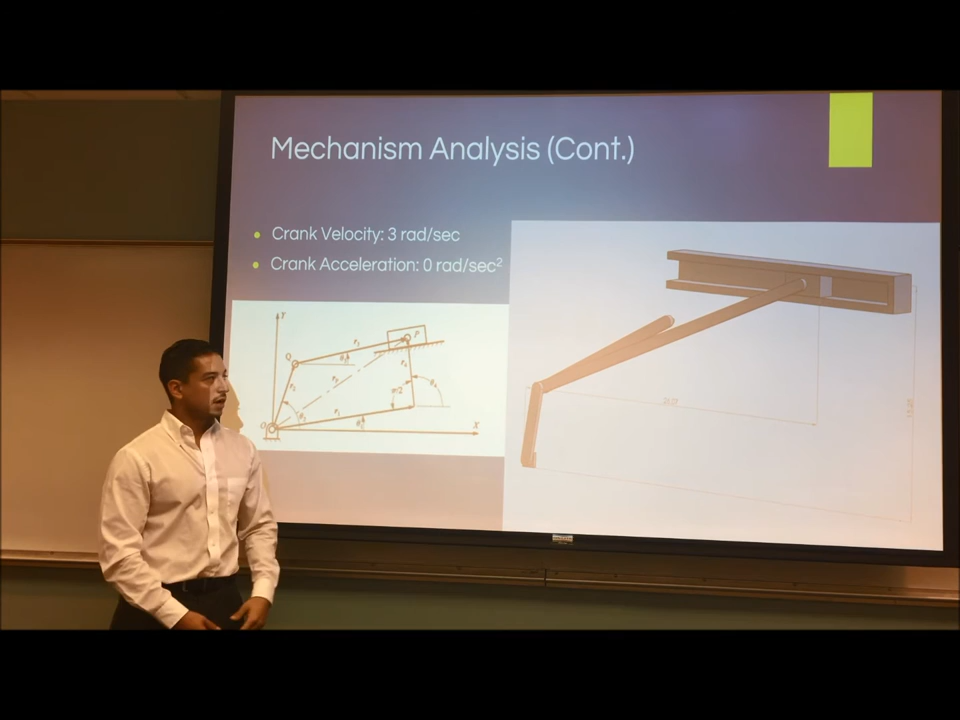 Mechanism Analysis (Cont.)
Crank Velocity: 3 rad/sec
Crank Acceleration: 0 rad/sec²
Y
P
Q
X